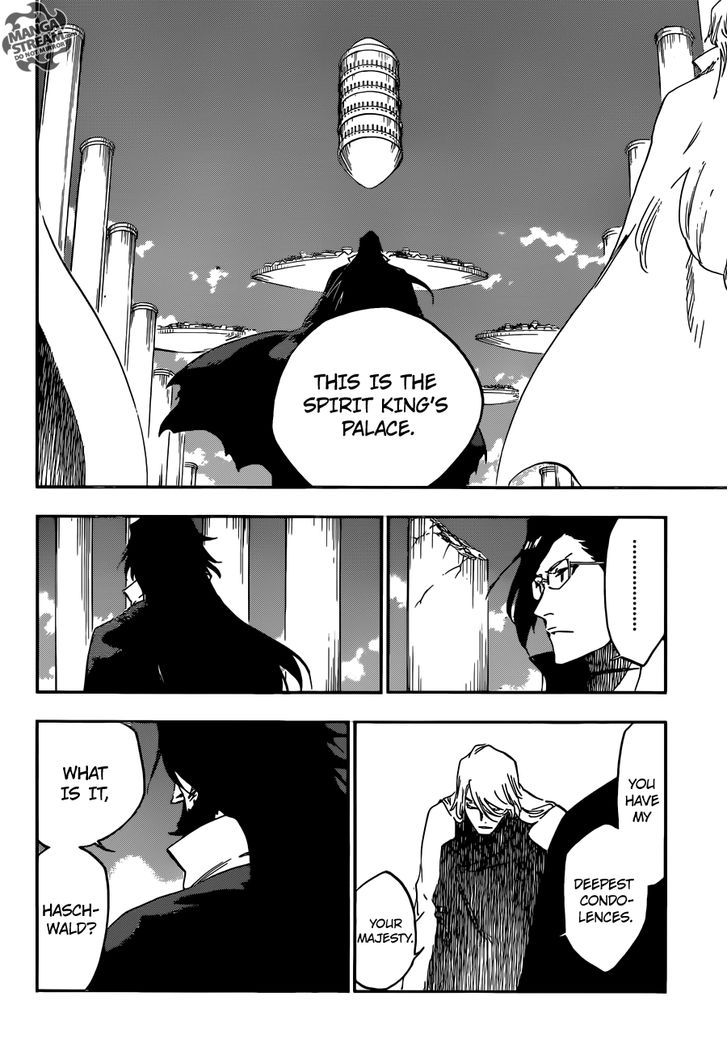 MANGA
STREAM
DO NOT MIRROR
THIS IS THE
SPIRIT KING'S
PALACE.
..........
YOU
HAVE
MY
DEEPEST
CONDO-
LENCES.
YOUR
MAJESTY.
WHAT
IS IT,
HASCH-
WALD?